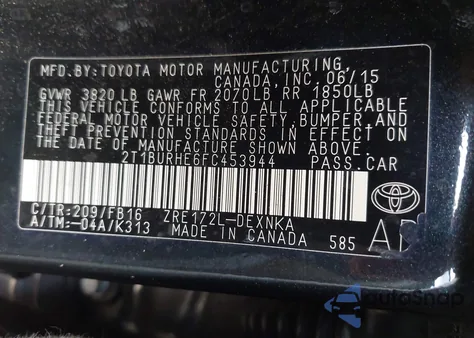 MFD.BY:TOYOTA MOTOR MANUFACTURING,
CANADA, INC. 06/15
GVWR 3820 LB GAWR FR 2070LB RR 1850LB
THIS VEHICLE CONFORMS TO ALL APPLICABLE
FEDERAL MOTOR VEHICLE SAFETY, BUMPER, AND
THEFT PREVENTION STANDARDS IN EFFECT ON
THE DATE OF MANUFACTURE SHOWN ABOVE.
2T1BURHE6FC453944 PASS.CAR
C/TR:209/FB16 ZRE172L-DEXNKA
A/TM:-04A/K313 MADE IN CANADA 585
AutoSnap